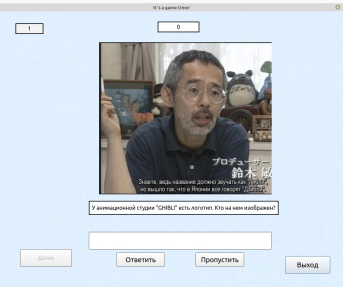 It's a game time!
1
0
プロデューサー
鈴木 敏
Знаете, ведь название должно звучать как
но вышло так, что в Японии все говорят "Джибли".
У анимационной студии "GHIBLI" есть логотип. Кто на нем изображен?
Далее
Ответить
Пропустить
Выход